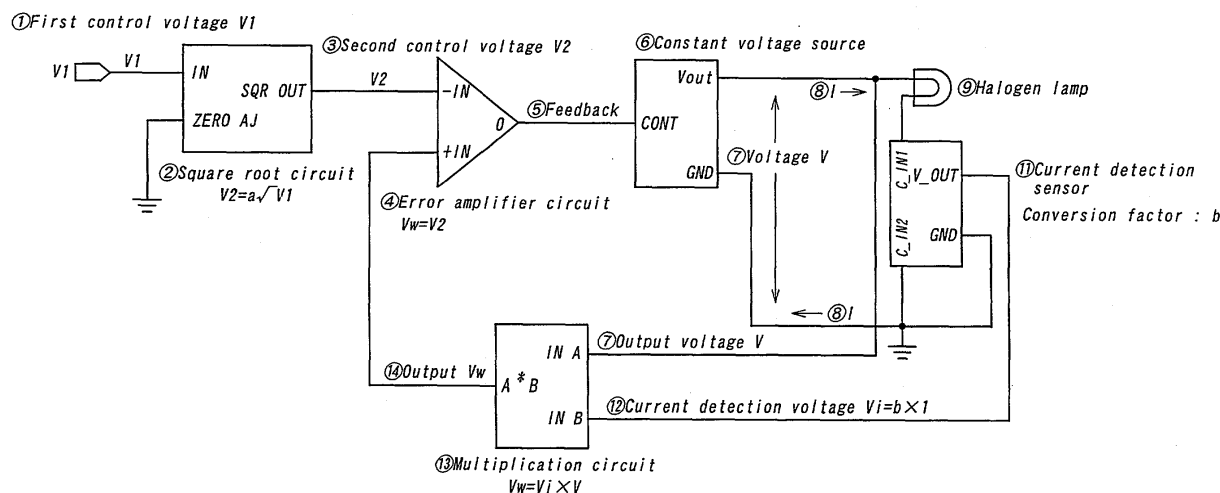 ①First control voltage V1
V1
V1
IN
SQR OUT
ZERO AJ
②Square root circuit
V2=a√V1
③Second control voltage V2
V2
-IN
+IN
O
④Error amplifier circuit
Vw=V2
⑤Feedback
⑥Constant voltage source
Vout
CONT
GND
⑧I→
⑦Voltage V
←⑧I
⑨Halogen lamp
C_IN1
V_OUT
C_IN2
GND
⑪Current detection
sensor
Conversion factor : b
IN A
A*B
IN B
⑦Output voltage V
⑫Current detection voltage Vi=b×1
⑭Output Vw
⑬Multiplication circuit
Vw=Vi×V